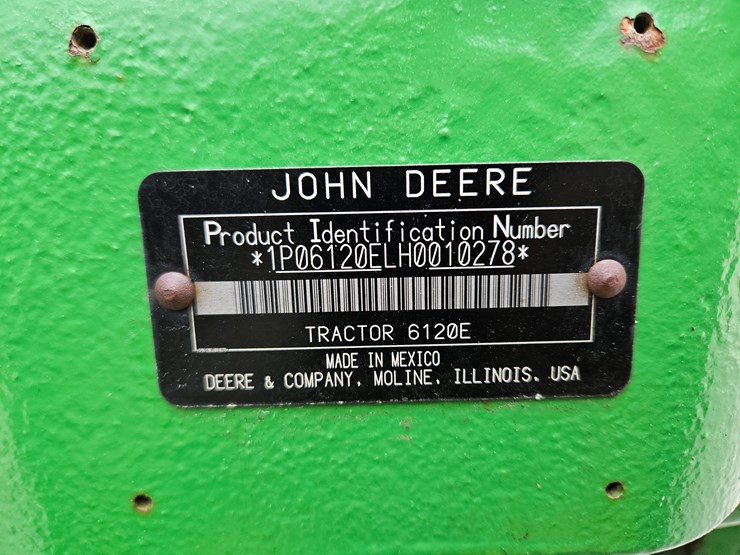 JOHN DEERE
Product Identification Number
*1P06120ELH0010278*
TRACTOR 6120E
MADE IN MEXICO
DEERE & COMPANY, MOLINE, ILLINOIS. USA